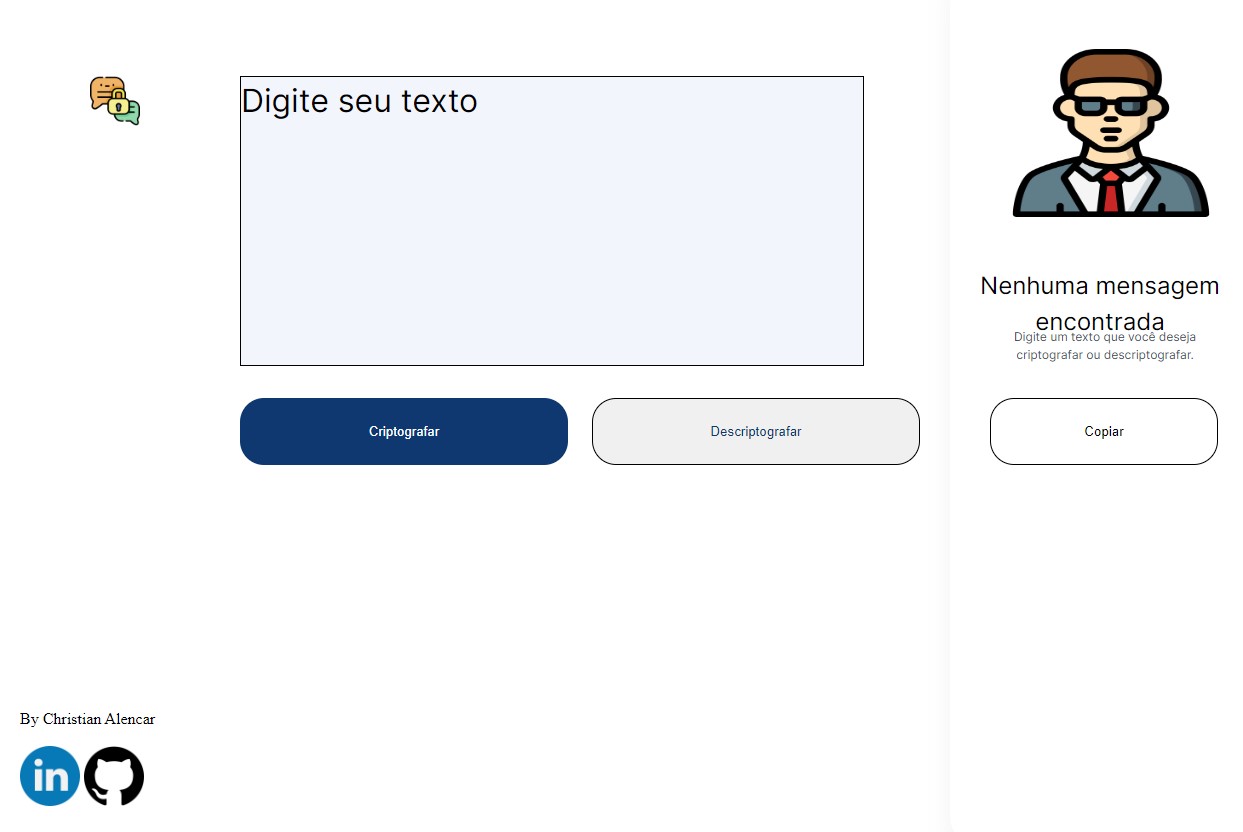 Digite seu texto
Criptografar
Descriptografar
Nenhuma mensagem
encontrada
Digite um texto que você deseja
criptografar ou descriptografar.
Copiar
By Christian Alencar
in